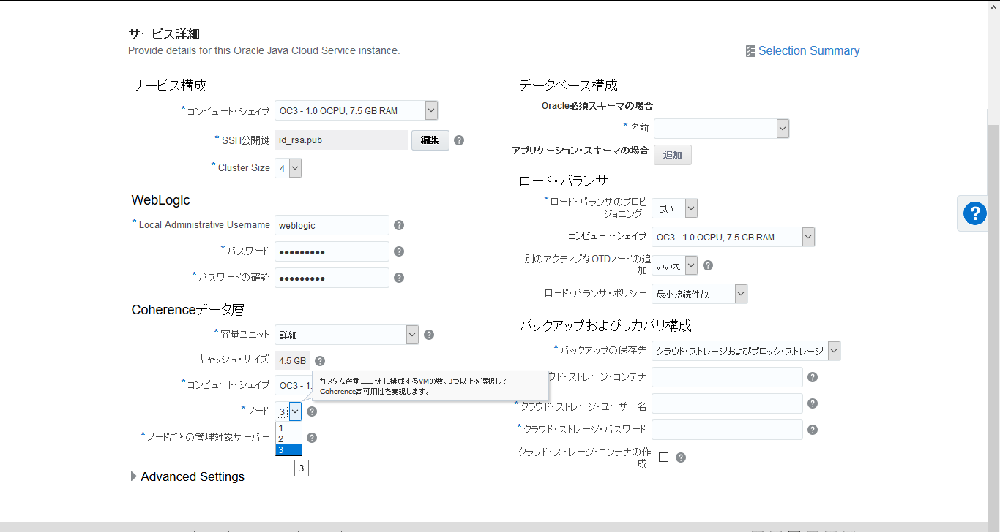 サービス詳細
Provide details for this Oracle Java Cloud Service instance.
Selection Summary
サービス構成
*コンピュート・シェイプ OC3 - 1.0 OCPU, 7.5 GB RAM
*SSH公開鍵 id_rsa.pub 編集 ?
*Cluster Size 4
WebLogic
*Local Administrative Username weblogic ?
*パスワード ●●●●●●●●● ?
*パスワードの確認 ●●●●●●●●● ?
Coherenceデータ層
*容量ユニット 詳細 ?
キャッシュ・サイズ 4.5 GB ?
*コンピュート・シェイプ OC3 - 1.
カスタム容量ユニットに構成するVMの数。3つ以上を選択して
Coherence高可用性を実現します。
*ノード 3 ?
1
2
3
*ノードごとの管理対象サーバー ?
3
Advanced Settings
データベース構成
Oracle必須スキーマの場合
*名前
アプリケーション・スキーマの場合 追加
ロード・バランサ
*ロード・バランサのプロビ
ジョニング はい
コンピュート・シェイプ OC3 - 1.0 OCPU, 7.5 GB RAM
別のアクティブなOTDノードの追
加 いいえ ?
ロード・バランサ・ポリシー 最小接続件数
バックアップおよびリカバリ構成
*バックアップの保存先 クラウド・ストレージおよびブロック・ストレージ
ウド・ストレージ・コンテナ ?
*クラウド・ストレージ・ユーザー名 ?
*クラウド・ストレージ・パスワード ?
クラウド・ストレージ・コンテナの作
成 ?
?